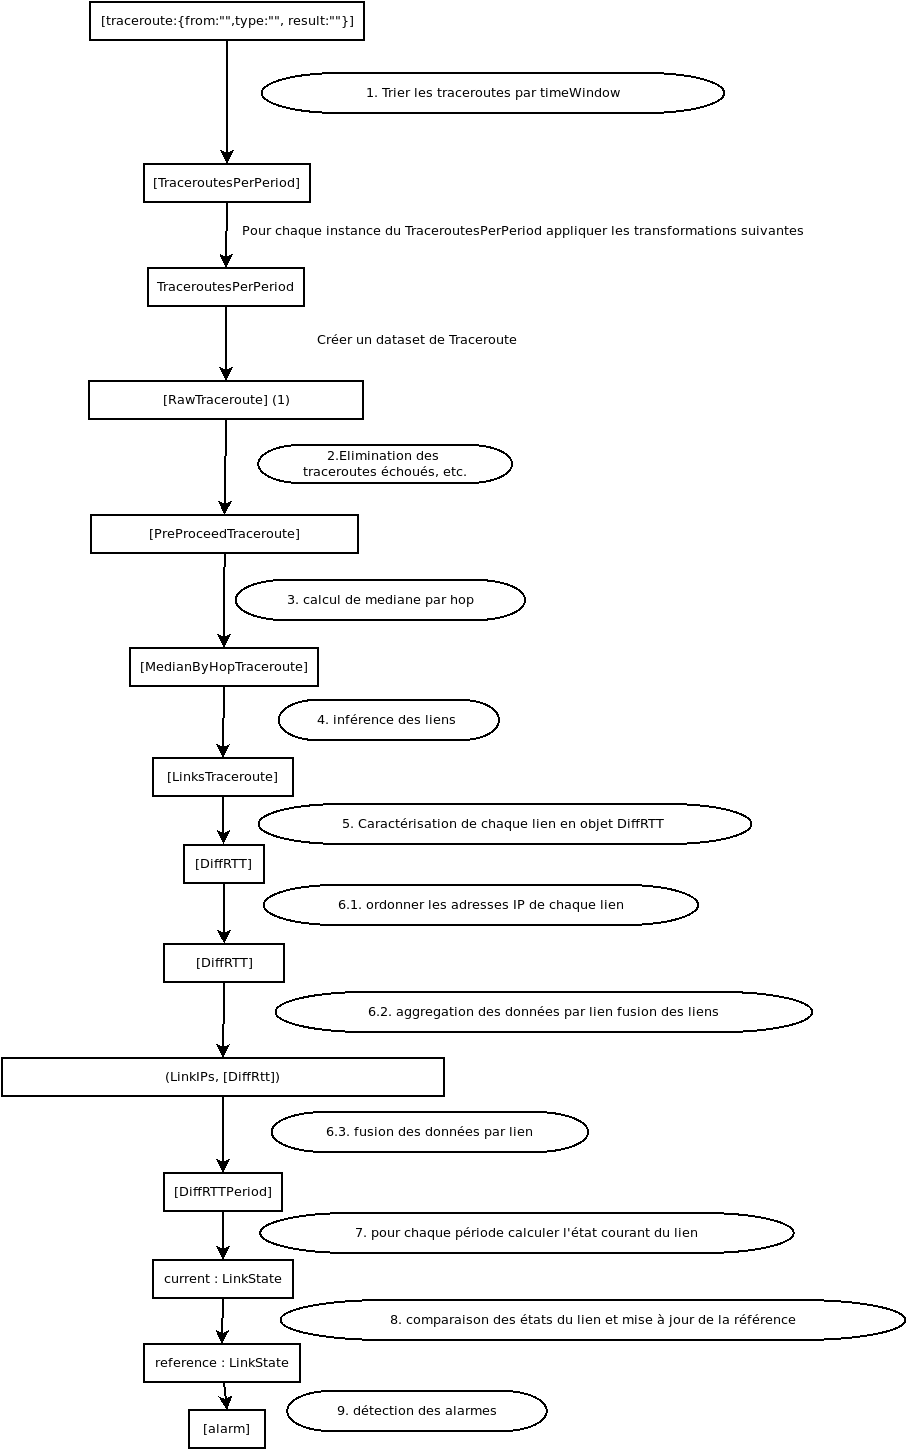 [traceroute:{from:"",type:"", result:""}]
1. Trier les traceroutes par timeWindow
[TraceroutesPerPeriod]
Pour chaque instance du TraceroutesPerPeriod appliquer les transformations suivantes
TraceroutesPerPeriod
Créer un dataset de Traceroute
[RawTraceroute] (1)
2.Elimination des
traceroutes échoués, etc.
[PreProceedTraceroute]
3. calcul de mediane par hop
[MedianByHopTraceroute]
4. inférence des liens
[LinksTraceroute]
5. Caractérisation de chaque lien en objet DiffRTT
[DiffRTT]
6.1. ordonner les adresses IP de chaque lien
[DiffRTT]
6.2. aggregation des données par lien fusion des liens
(LinkIPs, [DiffRtt])
6.3. fusion des données par lien
[DiffRTTPeriod]
7. pour chaque période calculer l'état courant du lien
current : LinkState
8. comparaison des états du lien et mise à jour de la référence
reference : LinkState
9. détection des alarmes
[alarm]